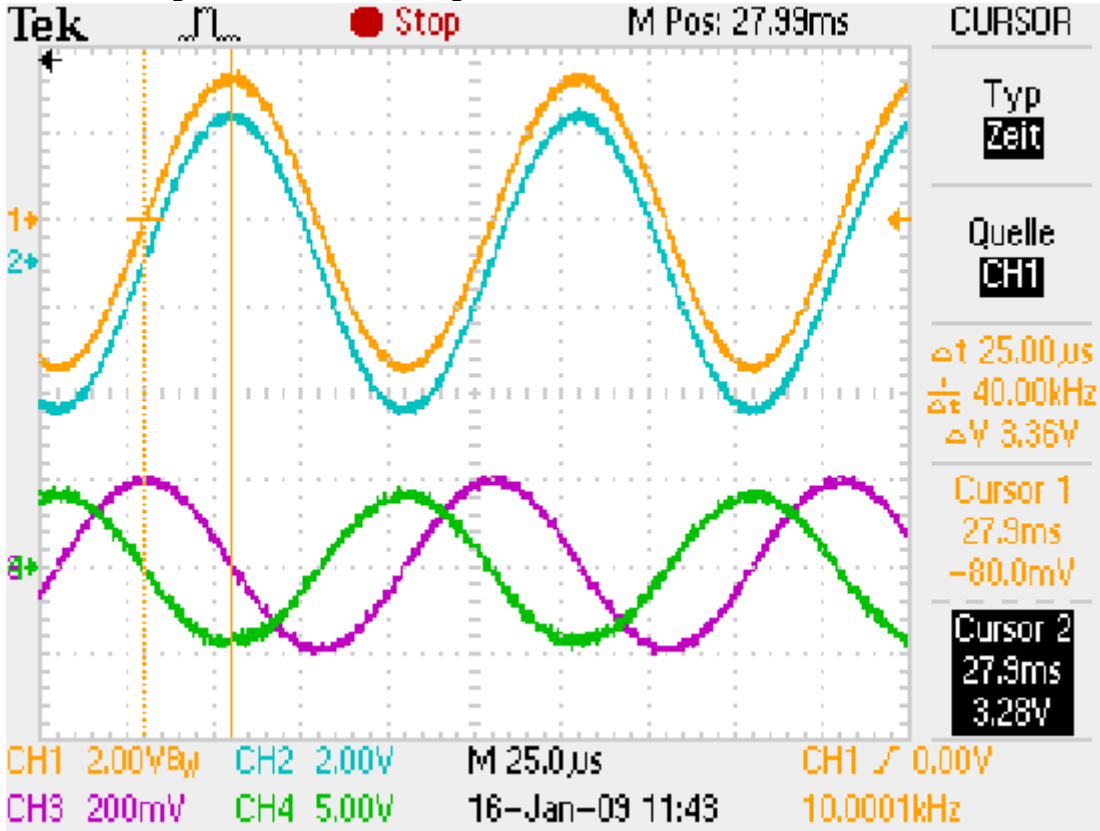 Tek Stop M Pos: 27.99ms CURSOR
Typ
Zeit
1
Quelle
2
CH1
Δt 25.00µs
1/Δt 40.00kHz
ΔV 3.36V
Cursor 1
27.9ms
-80.0mV
Cursor 2
27.9ms
3.28V
CH1 2.00VBW CH2 2.00V M 25.0µs CH1 0.00V
CH3 200mV CH4 5.00V 16-Jan-09 11:43 10.0001kHz